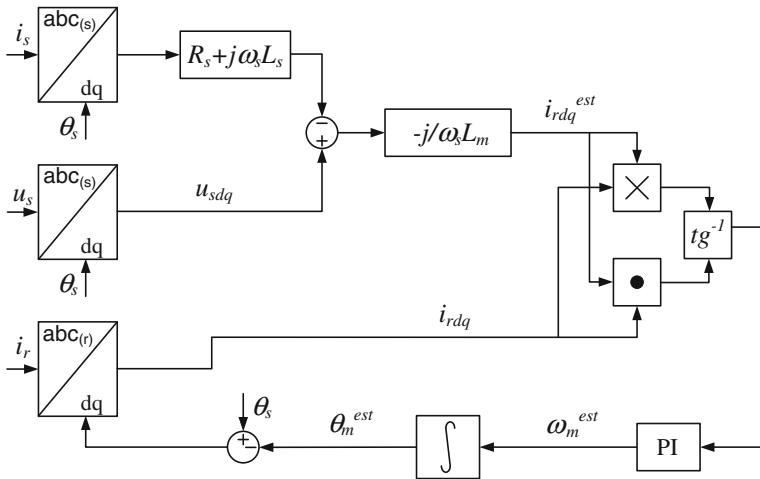 i_s
abc(s)
dq
θ_s
R_s+jω_sL_s
−
+
-j/ω_sL_m
i_rdq^est
×
tg^-1
u_s
abc(s)
dq
θ_s
u_sdq
•
i_r
abc(r)
dq
i_rdq
θ_s
+
−
θ_m^est
∫
ω_m^est
PI